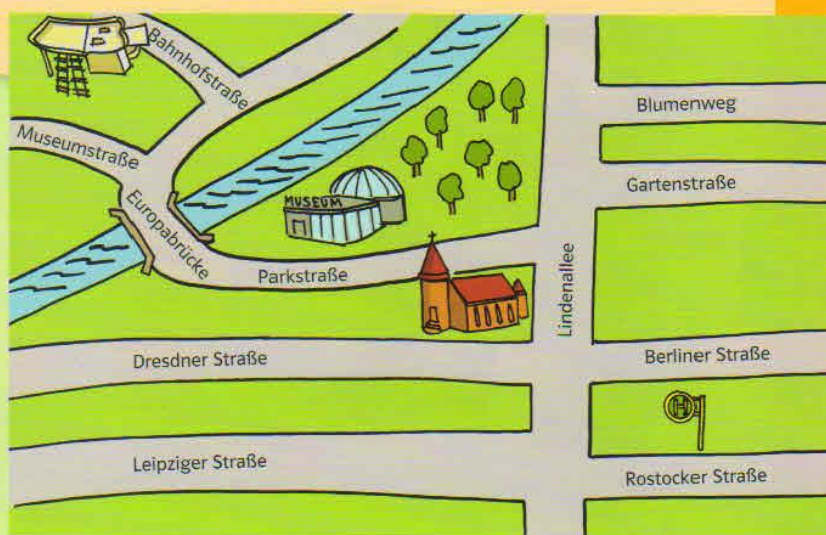 Bahnhofstraße
Blumenweg
Museumstraße
Gartenstraße
MUSEUM
Europabrücke
Parkstraße
Lindenallee
Dresdner Straße
Berliner Straße
H
Leipziger Straße
Rostocker Straße